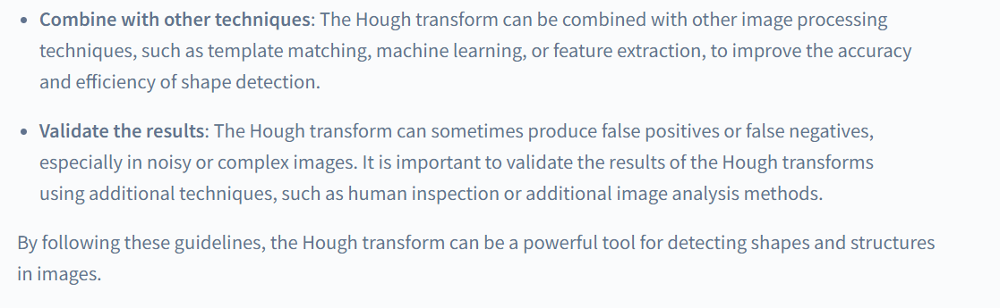 • Combine with other techniques: The Hough transform can be combined with other image processing
techniques, such as template matching, machine learning, or feature extraction, to improve the accuracy
and efficiency of shape detection.
• Validate the results: The Hough transform can sometimes produce false positives or false negatives,
especially in noisy or complex images. It is important to validate the results of the Hough transforms
using additional techniques, such as human inspection or additional image analysis methods.
By following these guidelines, the Hough transform can be a powerful tool for detecting shapes and structures
in images.